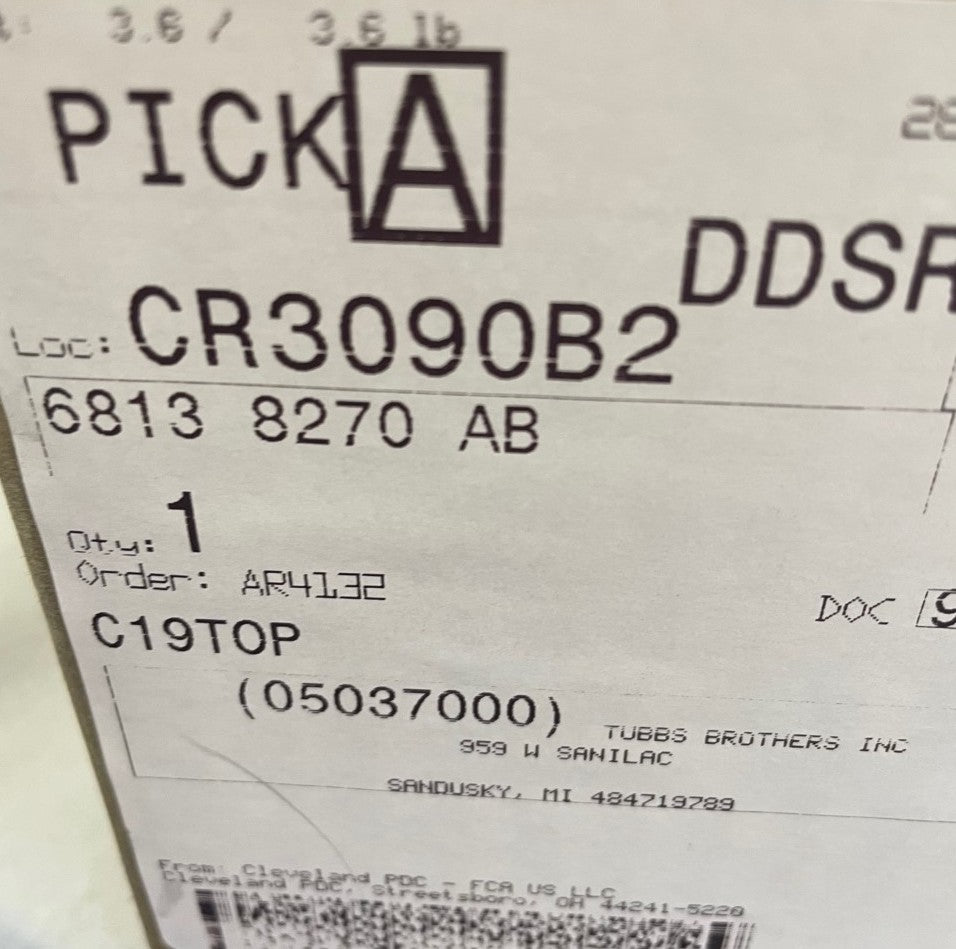 3.6 / 3.6 lb
PICK A
DDSR
Loc: CR3090B2
6813 8270 AB
Qty: 1
Order: AR4132
DOC 9
C19TOP
(05037000) TUBBS BROTHERS INC
959 W SANILAC
SANDUSKY, MI 484719789
From: Cleveland PDC - FCA US LLC
Cleveland PDC, Streetsboro, OH 44241-5220